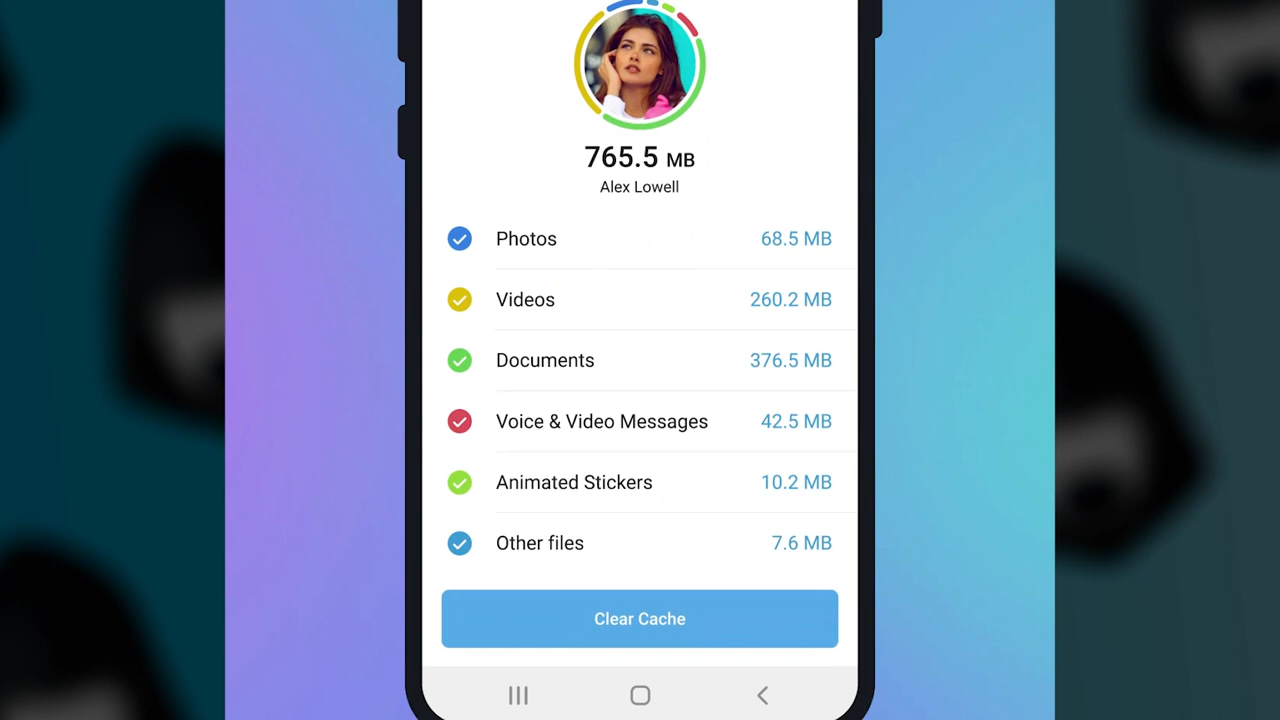 765.5 MB
Alex Lowell
Photos 68.5 MB
Videos 260.2 MB
Documents 376.5 MB
Voice & Video Messages 42.5 MB
Animated Stickers 10.2 MB
Other files 7.6 MB
Clear Cache